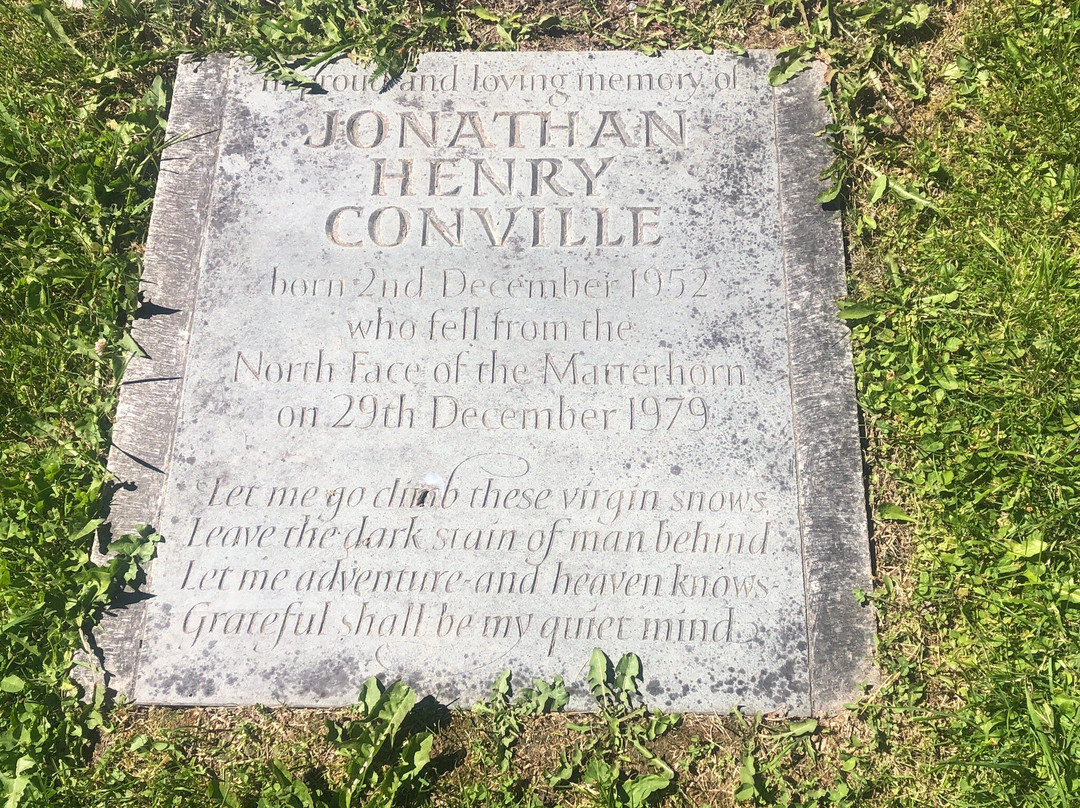 In proud and loving memory of
JONATHAN
HENRY
CONVILLE
born 2nd December 1952
who fell from the
North Face of the Matterhorn
on 29th December 1979
Let me go climb these virgin snows
Leave the dark stain of man behind
Let me adventure-and heaven knows
Grateful shall be my quiet mind